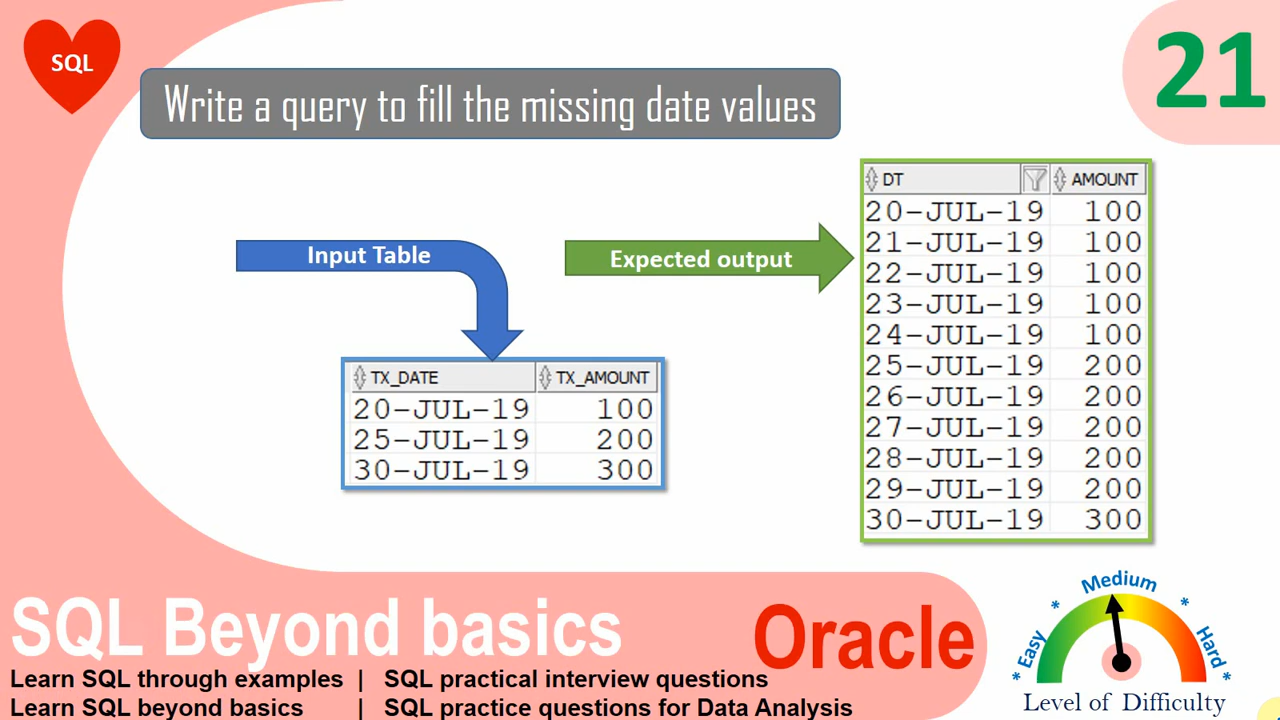 SQL
21
Write a query to fill the missing date values
Input Table
Expected output
TX_DATE TX_AMOUNT
20-JUL-19 100
25-JUL-19 200
30-JUL-19 300
DT AMOUNT
20-JUL-19 100
21-JUL-19 100
22-JUL-19 100
23-JUL-19 100
24-JUL-19 100
25-JUL-19 200
26-JUL-19 200
27-JUL-19 200
28-JUL-19 200
29-JUL-19 200
30-JUL-19 300
SQL Beyond basics
Oracle
Learn SQL through examples | SQL practical interview questions
Learn SQL beyond basics | SQL practice questions for Data Analysis
* Easy * Medium * Hard *
Level of Difficulty